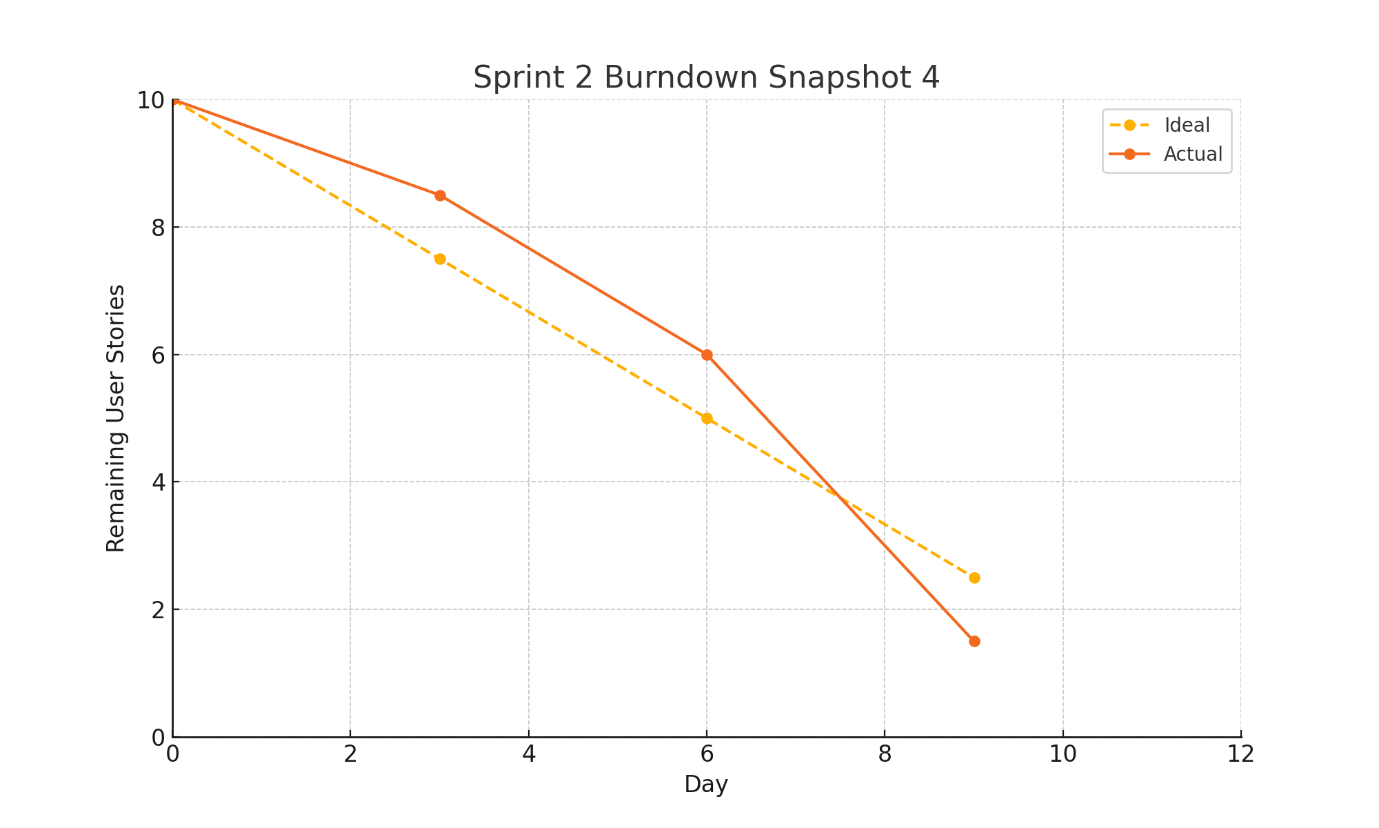 Sprint 2 Burndown Snapshot 4
Ideal
Actual
Remaining User Stories
10
8
6
4
2
0
0 2 4 6 8 10 12
Day